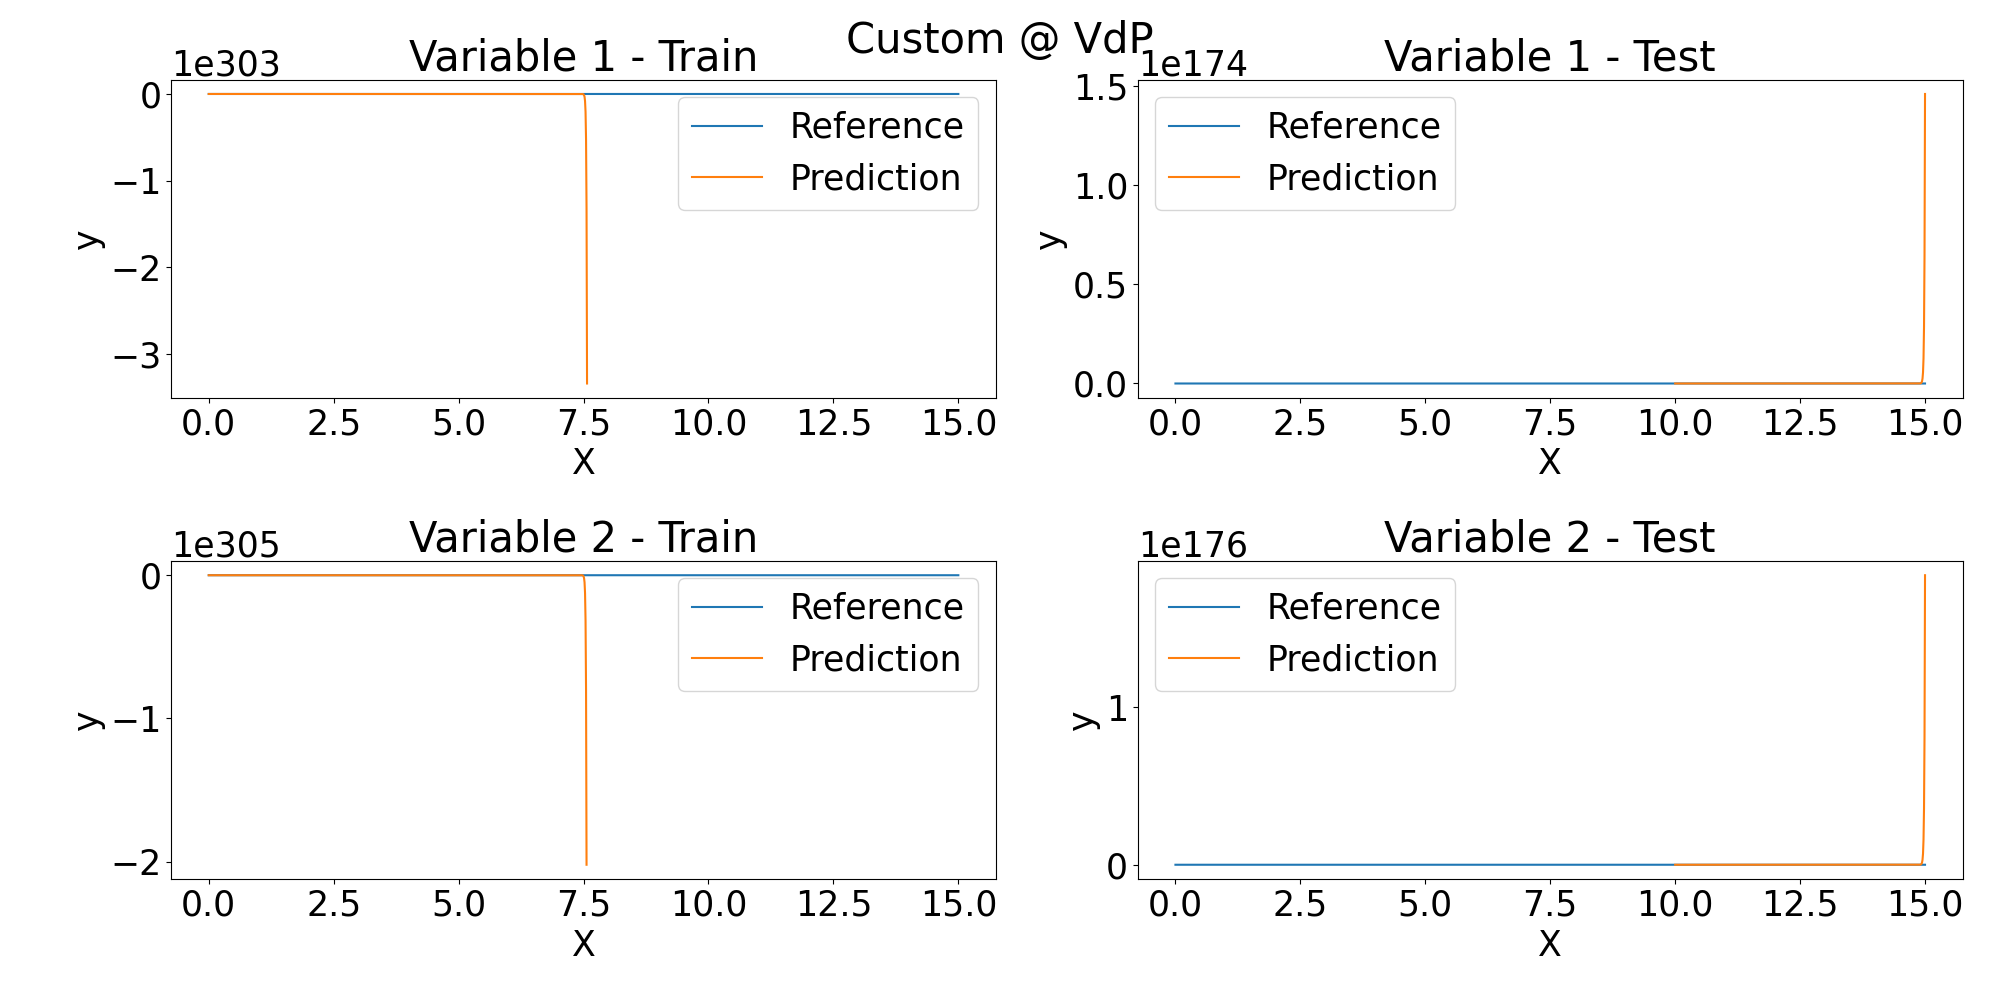 Custom @ VdP
Variable 1 - Train
1e303
0
−1
−2
−3
y
0.0 2.5 5.0 7.5 10.0 12.5 15.0
X
Reference
Prediction
Variable 1 - Test
1e174
1.5
1.0
0.5
0.0
y
0.0 2.5 5.0 7.5 10.0 12.5 15.0
X
Reference
Prediction
Variable 2 - Train
1e305
0
−1
−2
y
0.0 2.5 5.0 7.5 10.0 12.5 15.0
X
Reference
Prediction
Variable 2 - Test
1e176
1
0
y
0.0 2.5 5.0 7.5 10.0 12.5 15.0
X
Reference
Prediction